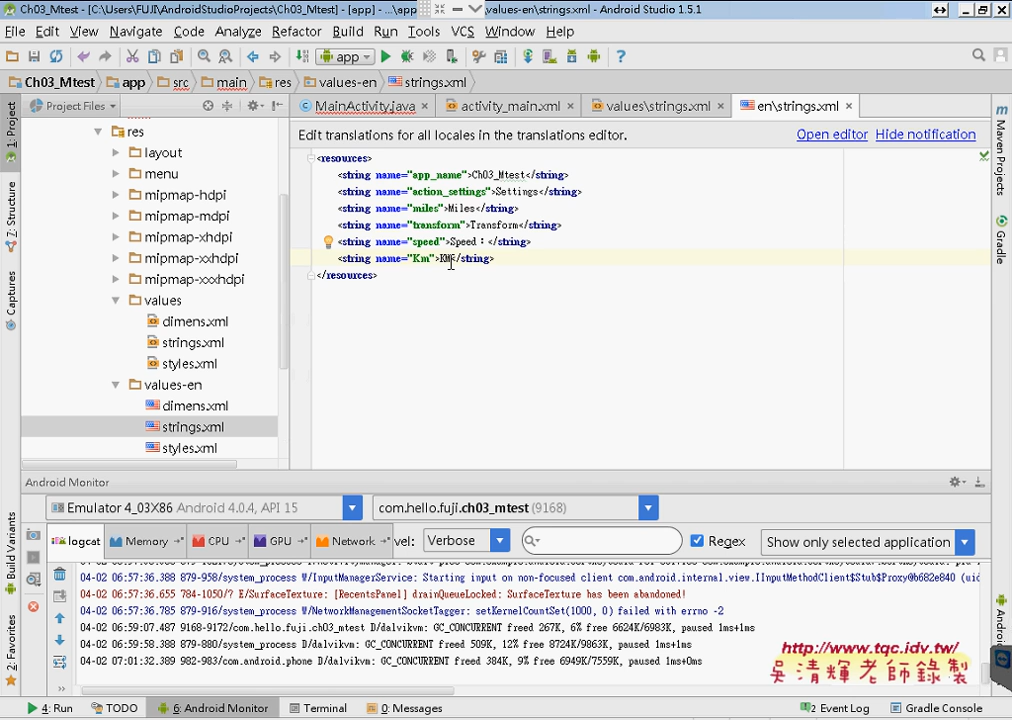 Ch03_Mtest - [C:\Users\FUJI\AndroidStudioProjects\Ch03_Mtest] - [app] - ...\app
.values-en\strings.xml - Android Studio 1.5.1
File Edit View Navigate Code Analyze Refactor Build Run Tools VCS Window Help
app
Ch03_Mtest app src main res values-en strings.xml
1: Project
7: Structure
Captures
Build Variants
2: Favorites
Project Files
MainActivity.java
activity_main.xml
values\strings.xml
en\strings.xml
res
layout
menu
mipmap-hdpi
mipmap-mdpi
mipmap-xhdpi
mipmap-xxhdpi
mipmap-xxxhdpi
values
dimens.xml
strings.xml
styles.xml
values-en
dimens.xml
strings.xml
styles.xml
Edit translations for all locales in the translations editor.
Open editor Hide notification
<resources>
<string name="app_name">Ch03_Mtest</string>
<string name="action_settings">Settings</string>
<string name="miles">Miles</string>
<string name="transform">Transform</string>
<string name="speed">Speed：</string>
<string name="Km">KM</string>
</resources>
Maven Projects
Gradle
Android Monitor
Emulator 4_03X86 Android 4.0.4, API 15
com.hello.fuji.ch03_mtest (9168)
logcat Memory CPU GPU Network vel: Verbose Regex Show only selected application
04-02 06:57:36.388 879-958/system_process W/InputManagerService: Starting input on non-focused client com.android.internal.view.IInputMethodClient$Stub$Proxy@b682e840 (uid
04-02 06:57:36.655 784-1050/? E/SurfaceTexture: [RecentsPanel] drainQueueLocked: SurfaceTexture has been abandoned!
04-02 06:57:36.785 879-916/system_process W/NetworkManagementSocketTagger: setKernelCountSet(1000, 0) failed with errno -2
04-02 06:59:07.487 9168-9172/com.hello.fuji.ch03_mtest D/dalvikvm: GC_CONCURRENT freed 267K, 6% free 6624K/6983K, paused 1ms+1ms
04-02 06:59:58.388 879-880/system_process D/dalvikvm: GC_CONCURRENT freed 509K, 12% free 8724K/9863K, paused 1ms+1ms
04-02 07:01:32.389 982-983/com.android.phone D/dalvikvm: GC_CONCURRENT freed 384K, 9% free 6949K/7559K, paused 1ms+0ms
http://www.tqc.idv.tw/
吳清輝老師錄製
4: Run TODO 6: Android Monitor Terminal 0: Messages 2 Event Log Gradle Console